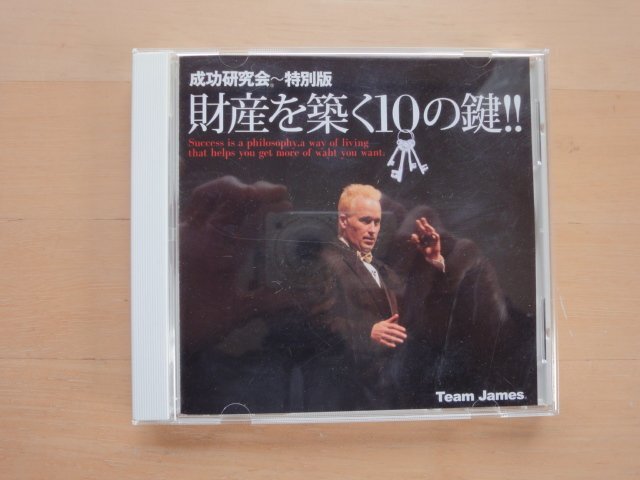 成功研究会®〜特別版
財産を築く10の鍵!!
Success is a philosophy.a way of living
that helps you get more of waht you want.
Team James®